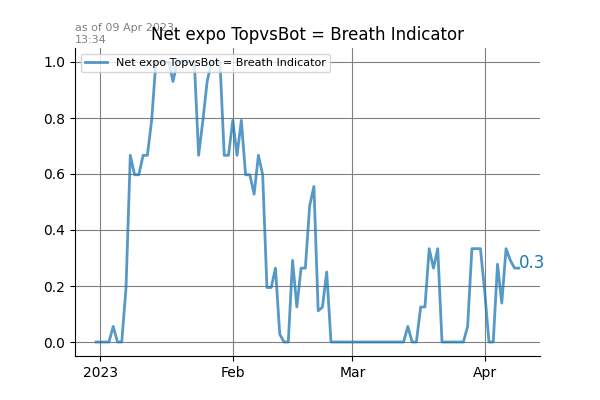 as of 09 Apr 2023
13:34
Net expo TopvsBot = Breath Indicator
Net expo TopvsBot = Breath Indicator
1.0
0.8
0.6
0.4
0.2
0.0
0.3
2023 Feb Mar Apr